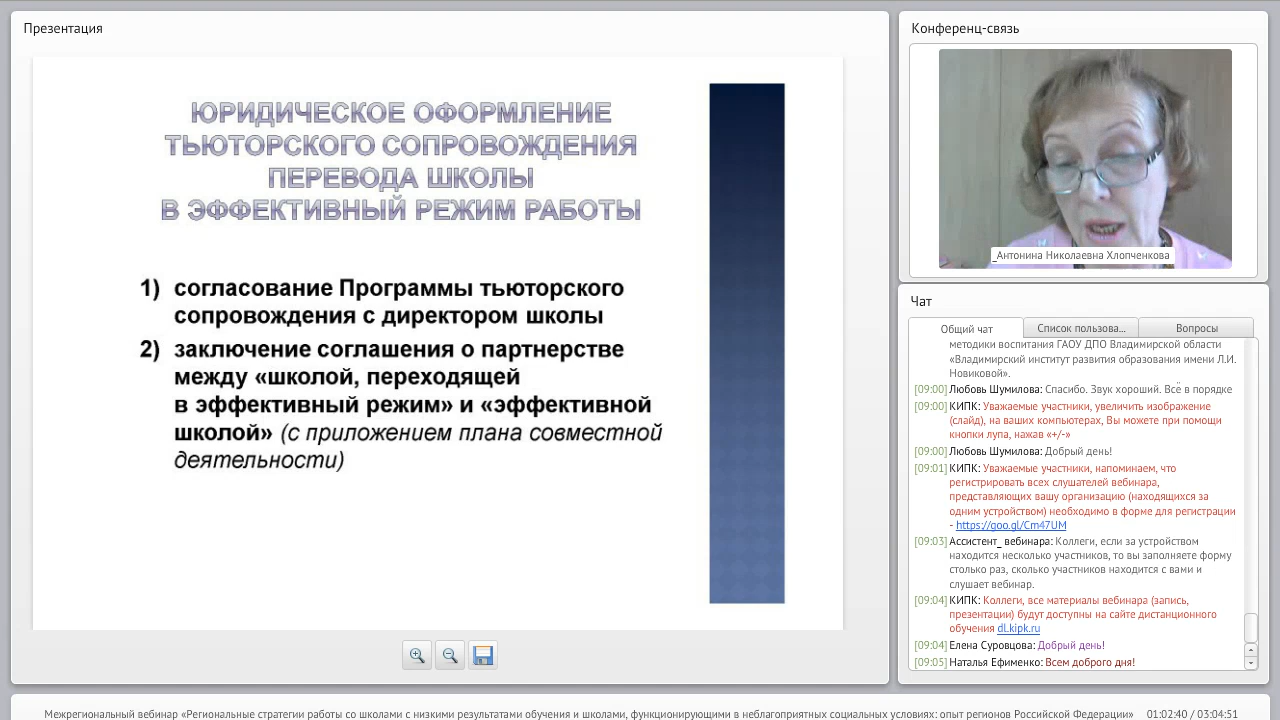 Презентация
ЮРИДИЧЕСКОЕ ОФОРМЛЕНИЕ
ТЬЮТОРСКОГО СОПРОВОЖДЕНИЯ
ПЕРЕВОДА ШКОЛЫ
В ЭФФЕКТИВНЫЙ РЕЖИМ РАБОТЫ
1) согласование Программы тьюторского
сопровождения с директором школы
2) заключение соглашения о партнерстве
между «школой, переходящей
в эффективный режим» и «эффективной
школой» (с приложением плана совместной
деятельности)
Конференц-связь
_Антонина Николаевна Хлопченкова
Чат
Общий чат
Список пользова...
Вопросы
методики воспитания ГАОУ ДПО Владимирской области
«Владимирский институт развития образования имени Л.И.
Новиковой».
[09:00] Любовь Шумилова: Спасибо. Звук хороший. Всё в порядке
[09:00] КИПК: Уважаемые участники, увеличить изображение
(слайд), на ваших компьютерах, Вы можете при помощи
кнопки лупа, нажав «+/-»
[09:00] Любовь Шумилова: Добрый день!
[09:01] КИПК: Уважаемые участники, напоминаем, что
регистрировать всех слушателей вебинара,
представляющих вашу организацию (находящихся за
одним устройством) необходимо в форме для регистрации
- https://goo.gl/Cm47UM
[09:03] Ассистент_ вебинара: Коллеги, если за устройством
находится несколько участников, то вы заполняете форму
столько раз, сколько участников находится с вами и
слушает вебинар.
[09:04] КИПК: Коллеги, все материалы вебинара (запись,
презентации) будут доступны на сайте дистанционного
обучения dl.kipk.ru
[09:04] Елена Суровцова: Добрый день!
[09:05] Наталья Ефименко: Всем доброго дня!
Межрегиональный вебинар «Региональные стратегии работы со школами с низкими результатами обучения и школами, функционирующими в неблагоприятных социальных условиях: опыт регионов Российской Федерации» 01:02:40 / 03:04:51